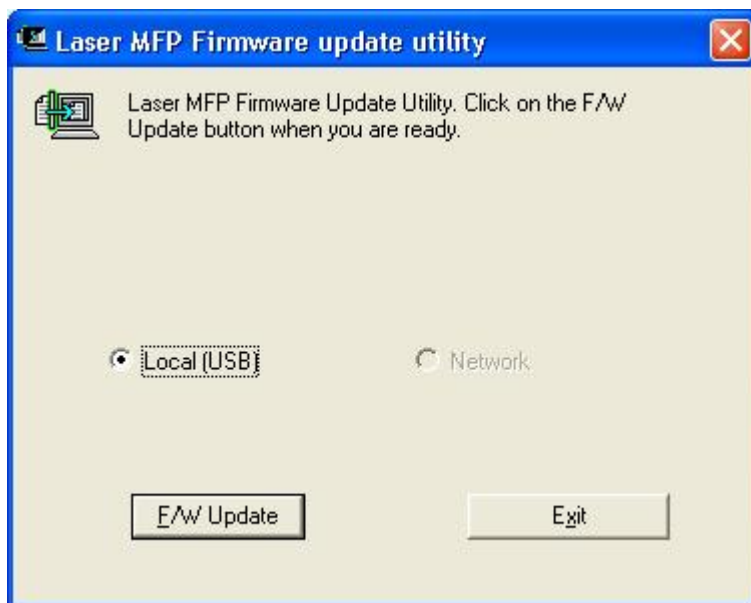 Laser MFP Firmware update utility
Laser MFP Firmware Update Utility. Click on the F/W
Update button when you are ready.
Local (USB)
Network
F/W Update
Exit